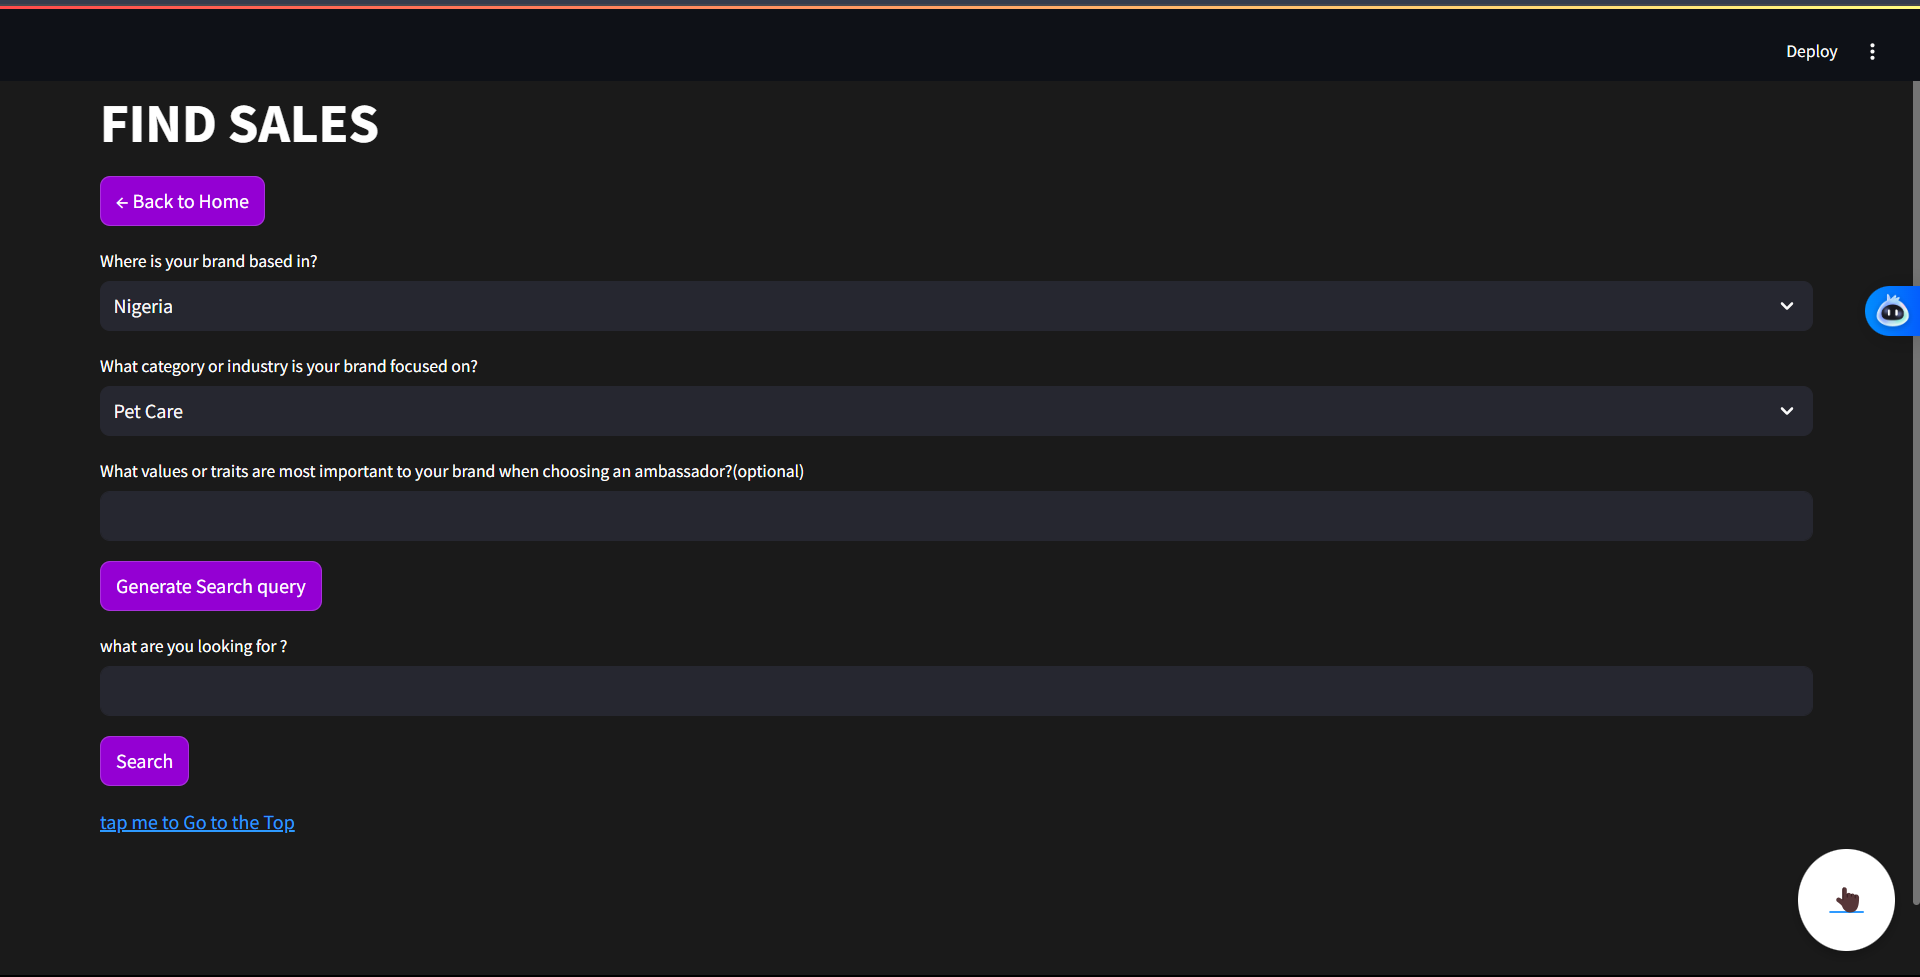 Deploy
FIND SALES
← Back to Home
Where is your brand based in?
Nigeria
What category or industry is your brand focused on?
Pet Care
What values or traits are most important to your brand when choosing an ambassador?(optional)
Generate Search query
what are you looking for ?
Search
tap me to Go to the Top